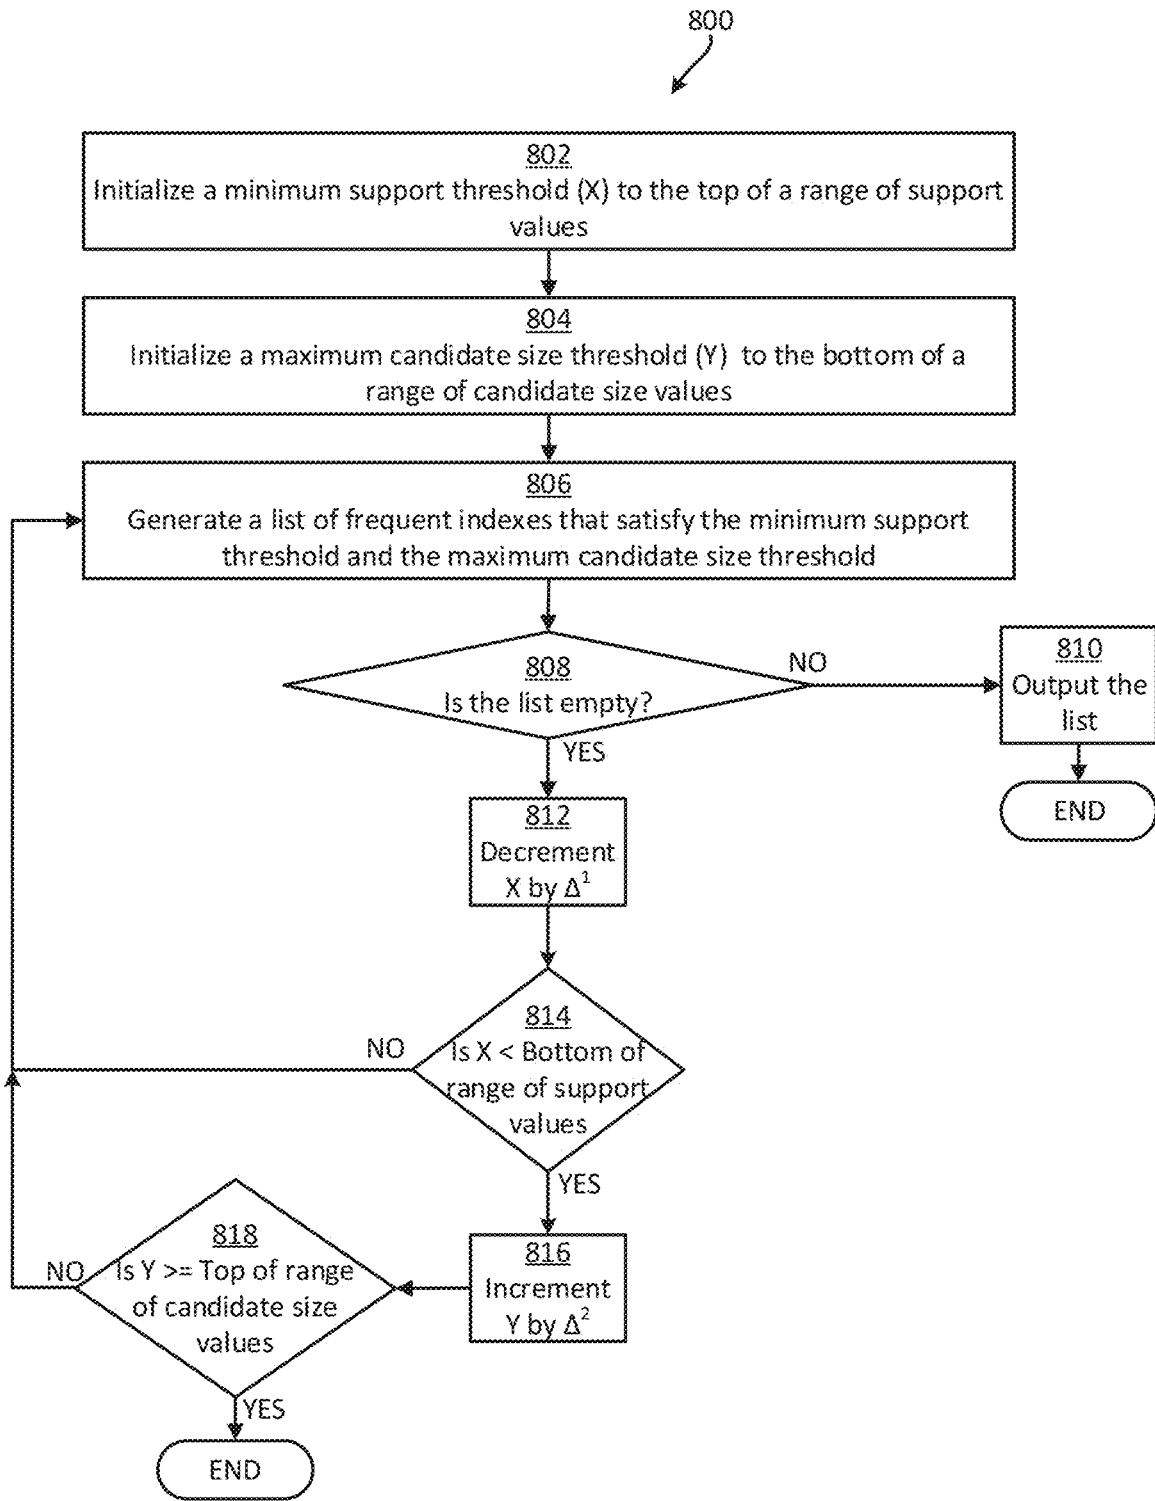 800
802
Initialize a minimum support threshold (X) to the top of a range of support
values
804
Initialize a maximum candidate size threshold (Y) to the bottom of a
range of candidate size values
806
Generate a list of frequent indexes that satisfy the minimum support
threshold and the maximum candidate size threshold
808
Is the list empty?
NO
810
Output the
list
END
YES
812
Decrement
X by Δ¹
814
Is X < Bottom of
range of support
values
NO
YES
816
Increment
Y by Δ²
818
Is Y >= Top of range
of candidate size
values
NO
YES
END